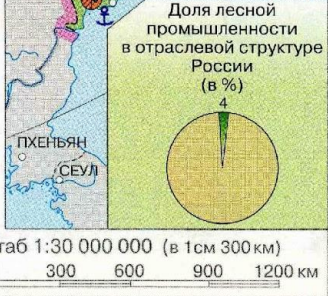 Доля лесной
промышленности
в отраслевой структуре
России
(в %)
4
ПХЕНЬЯН
СЕУЛ
1:30 000 000 (в 1см 300 км)
300 600 900 1200 км